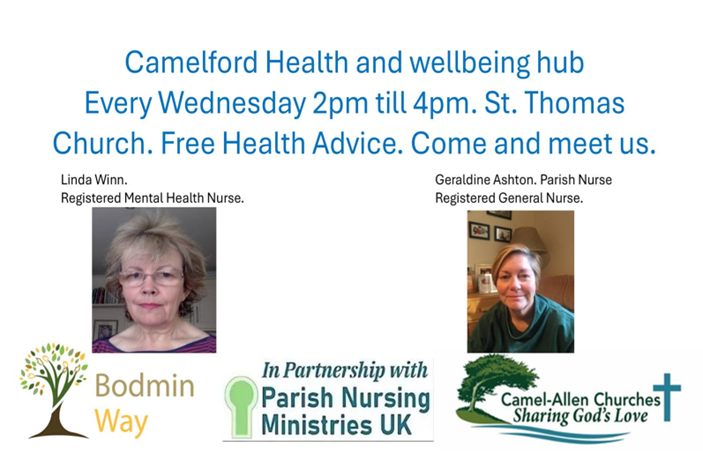 Camelford Health and wellbeing hub
Every Wednesday 2pm till 4pm. St. Thomas
Church. Free Health Advice. Come and meet us.
Linda Winn.
Registered Mental Health Nurse.
Geraldine Ashton. Parish Nurse
Registered General Nurse.
Bodmin
Way
In Partnership with
Parish Nursing
Ministries UK
Camel-Allen Churches
Sharing God's Love